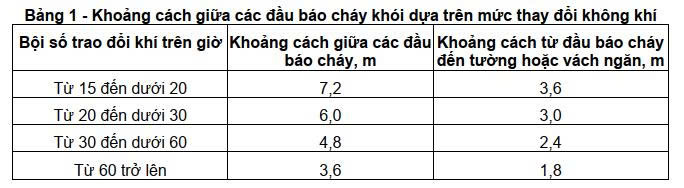 Bảng 1 - Khoảng cách giữa các đầu báo cháy khói dựa trên mức thay đổi không khí
Bội số trao đổi khí trên giờ Khoảng cách giữa các đầu báo cháy, m Khoảng cách từ đầu báo cháy đến tường hoặc vách ngăn, m
Từ 15 đến dưới 20 7,2 3,6
Từ 20 đến dưới 30 6,0 3,0
Từ 30 đến dưới 60 4,8 2,4
Từ 60 trở lên 3,6 1,8